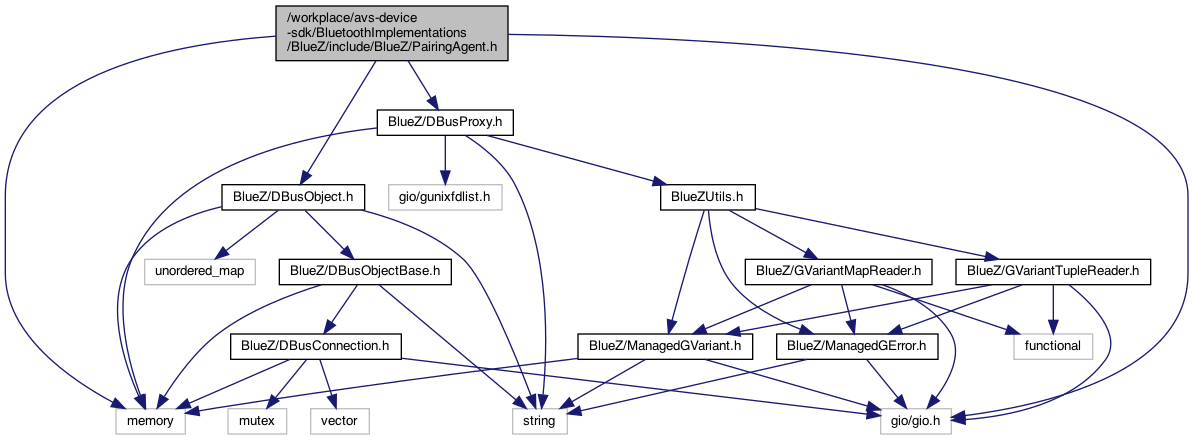 /workplace/avs-device
-sdk/BluetoothImplementations
/BlueZ/include/BlueZ/PairingAgent.h
BlueZ/DBusProxy.h
BlueZ/DBusObject.h
gio/gunixfdlist.h
BlueZUtils.h
unordered_map
BlueZ/DBusObjectBase.h
BlueZ/GVariantMapReader.h
BlueZ/GVariantTupleReader.h
BlueZ/DBusConnection.h
BlueZ/ManagedGVariant.h
BlueZ/ManagedGError.h
functional
memory
mutex
vector
string
gio/gio.h